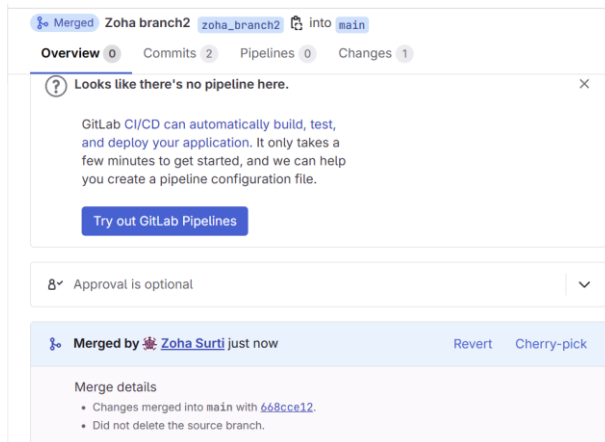 Merged Zoha branch2 zoha_branch2 into main
Overview 0 Commits 2 Pipelines 0 Changes 1
Looks like there's no pipeline here.
GitLab CI/CD can automatically build, test,
and deploy your application. It only takes a
few minutes to get started, and we can help
you create a pipeline configuration file.
Try out GitLab Pipelines
Approval is optional
Merged by Zoha Surti just now Revert Cherry-pick
Merge details
• Changes merged into main with 668cce12.
• Did not delete the source branch.